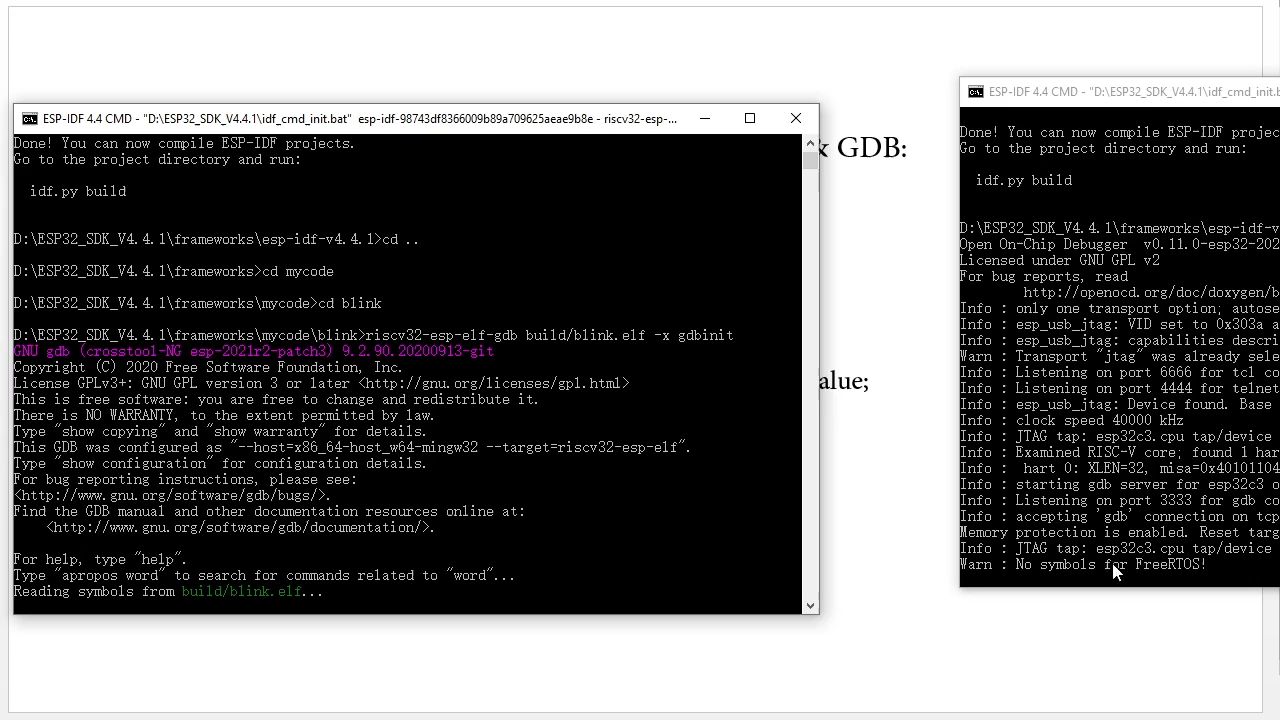 ESP-IDF 4.4 CMD - "D:\ESP32_SDK_V4.4.1\idf_cmd_init.bat"  esp-idf-98743df8366009b89a709625aeae9b8e - riscv32-esp-...
Done! You can now compile ESP-IDF projects.
Go to the project directory and run:
idf.py build
D:\ESP32_SDK_V4.4.1\frameworks\esp-idf-v4.4.1>cd ..
D:\ESP32_SDK_V4.4.1\frameworks>cd mycode
D:\ESP32_SDK_V4.4.1\frameworks\mycode>cd blink
D:\ESP32_SDK_V4.4.1\frameworks\mycode\blink>riscv32-esp-elf-gdb build/blink.elf -x gdbinit
GNU gdb (crosstool-NG esp-2021r2-patch3) 9.2.90.20200913-git
Copyright (C) 2020 Free Software Foundation, Inc.
License GPLv3+: GNU GPL version 3 or later <http://gnu.org/licenses/gpl.html>
This is free software: you are free to change and redistribute it.
There is NO WARRANTY, to the extent permitted by law.
Type "show copying" and "show warranty" for details.
This GDB was configured as "--host=x86_64-host_w64-mingw32 --target=riscv32-esp-elf".
Type "show configuration" for configuration details.
For bug reporting instructions, please see:
<http://www.gnu.org/software/gdb/bugs/>.
Find the GDB manual and other documentation resources online at:
<http://www.gnu.org/software/gdb/documentation/>.
For help, type "help".
Type "apropos word" to search for commands related to "word"...
Reading symbols from build/blink.elf...
& GDB:
alue;
ESP-IDF 4.4 CMD - "D:\ESP32_SDK_V4.4.1\idf_cmd_init.b
Done! You can now compile ESP-IDF projec
Go to the project directory and run:
idf.py build
D:\ESP32_SDK_V4.4.1\frameworks\esp-idf-v
Open On-Chip Debugger  v0.11.0-esp32-202
Licensed under GNU GPL v2
For bug reports, read
http://openocd.org/doc/doxygen/b
Info : only one transport option; autose
Info : esp_usb_jtag: VID set to 0x303a a
Info : esp_usb_jtag: capabilities descri
Warn : Transport "jtag" was already sele
Info : Listening on port 6666 for tcl co
Info : Listening on port 4444 for telnet
Info : esp_usb_jtag: Device found. Base
Info : clock speed 40000 kHz
Info : JTAG tap: esp32c3.cpu tap/device
Info : Examined RISC-V core; found 1 har
Info :  hart 0: XLEN=32, misa=0x40101104
Info : starting gdb server for esp32c3 o
Info : Listening on port 3333 for gdb co
Info : accepting 'gdb' connection on tcp
Memory protection is enabled. Reset targ
Info : JTAG tap: esp32c3.cpu tap/device
Warn : No symbols for FreeRTOS!